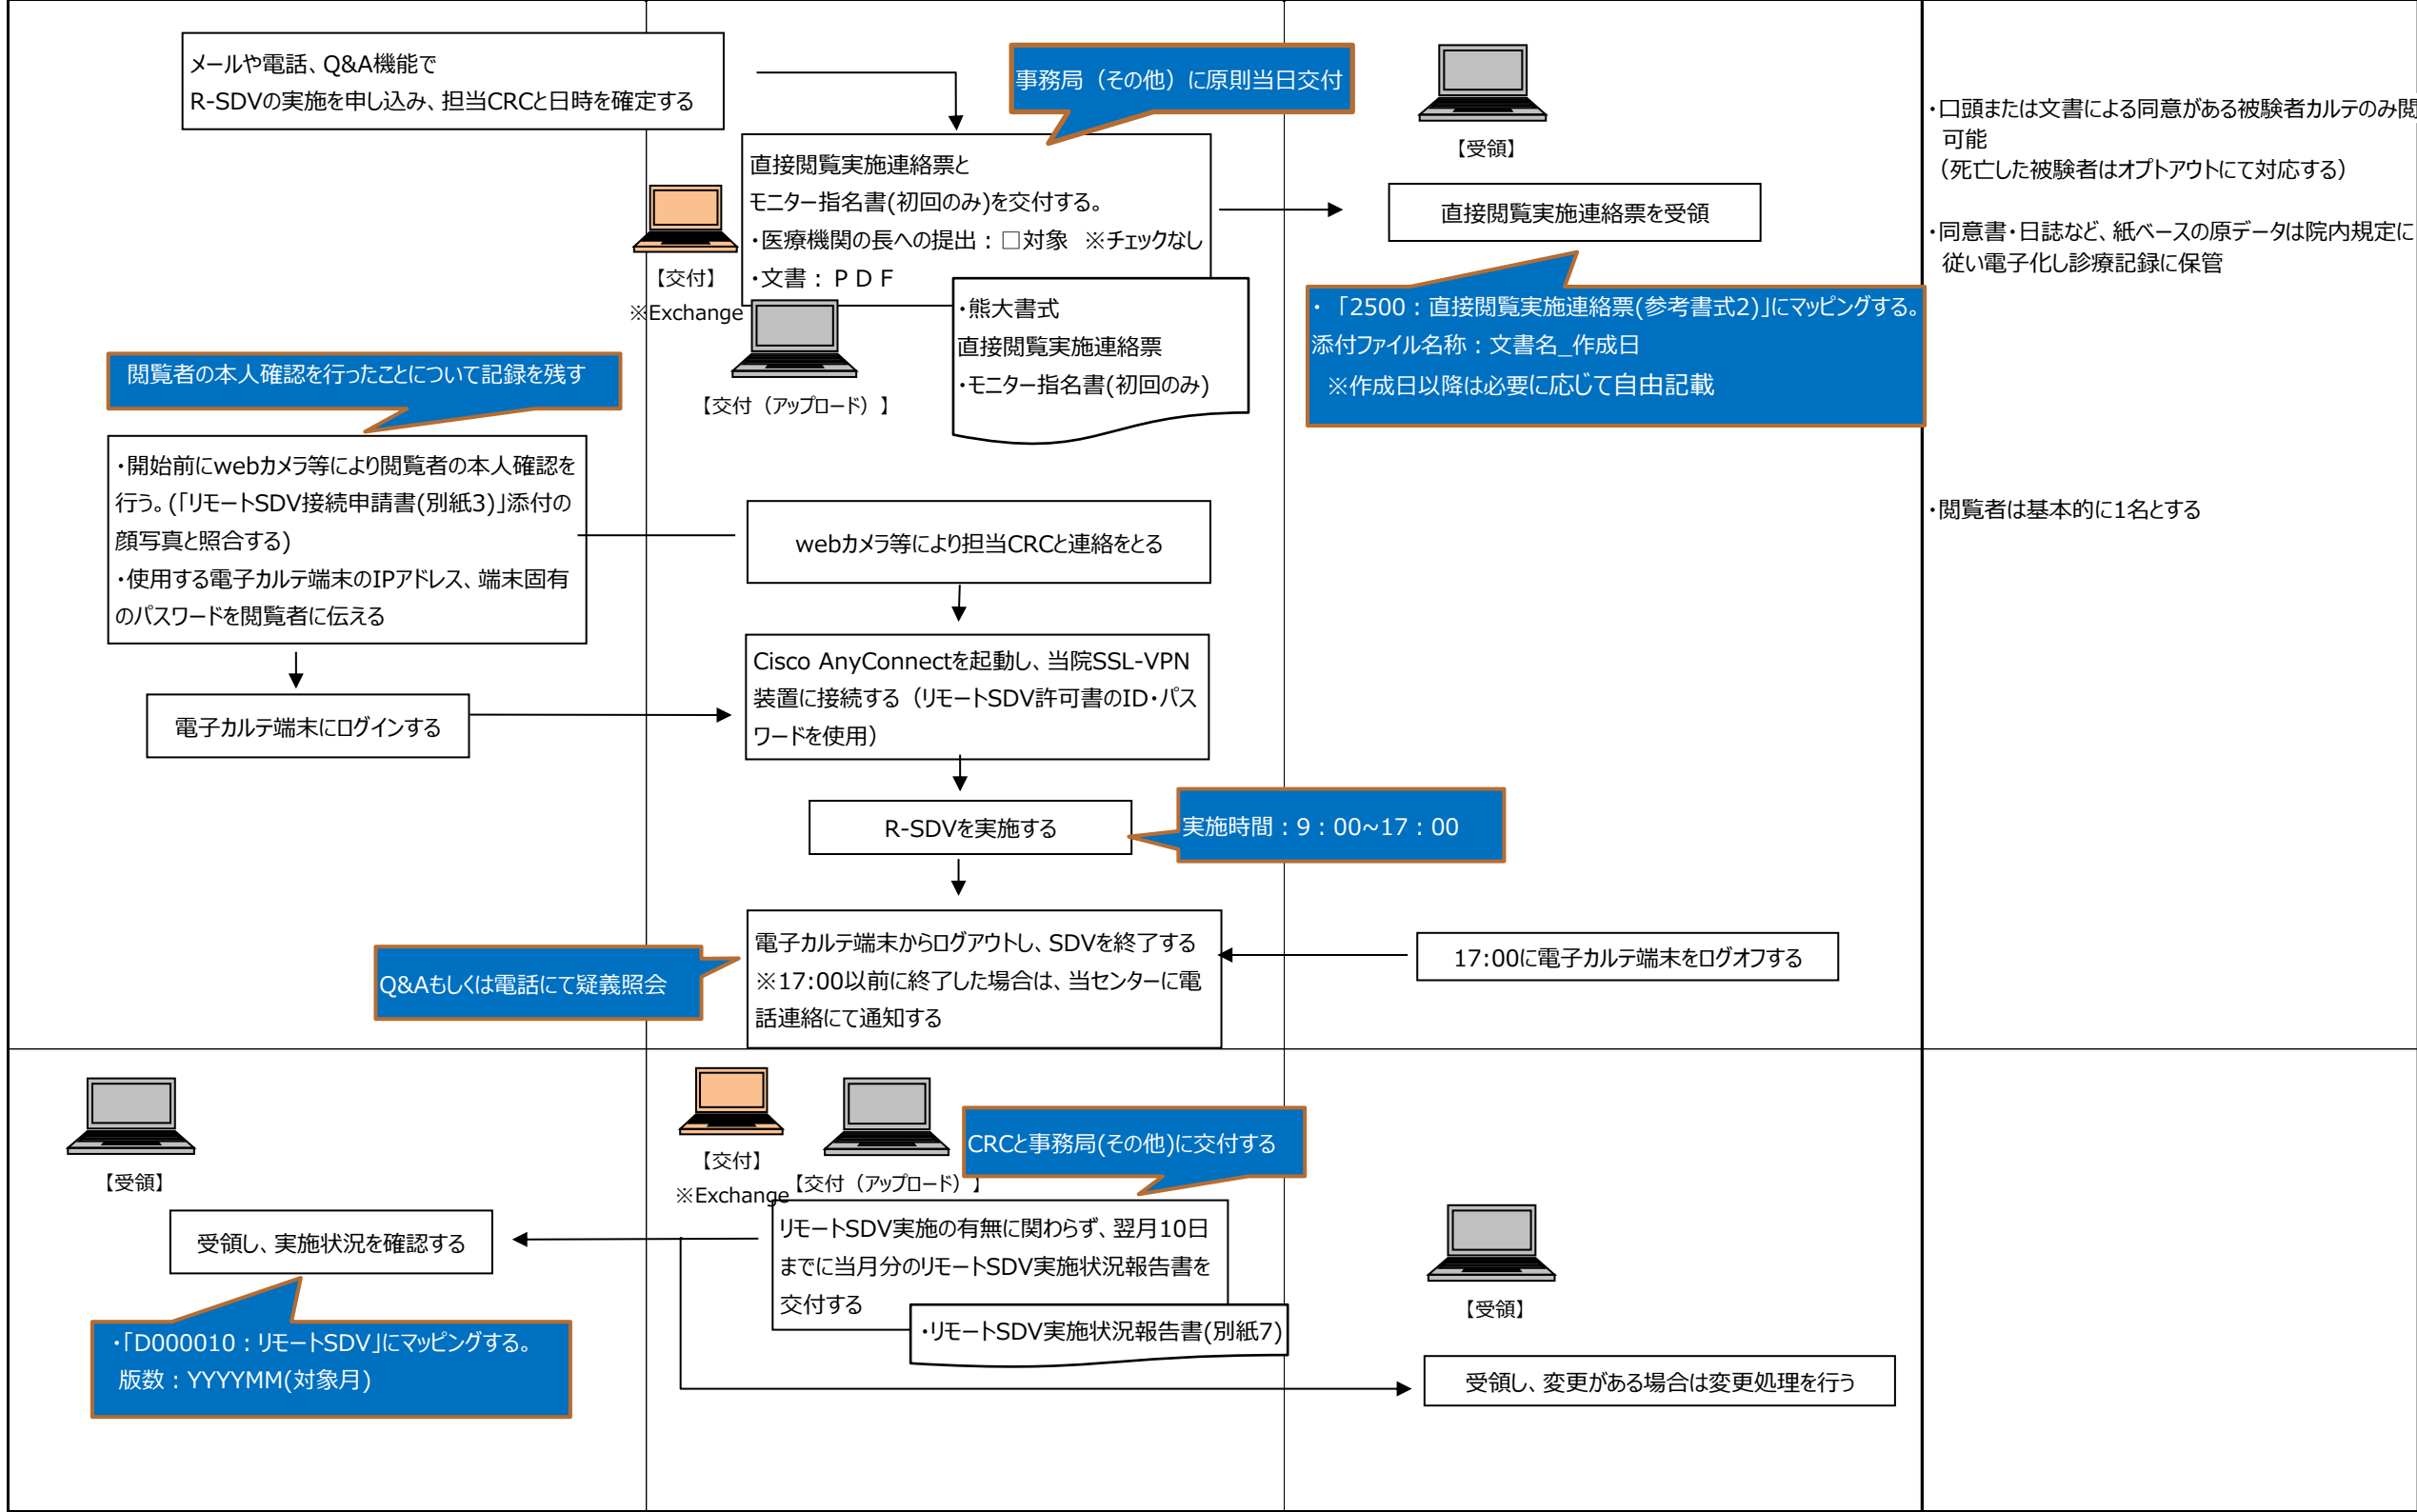 メールや電話、Q&A機能で
R-SDVの実施を申し込み、担当CRCと日時を確定する
事務局（その他）に原則当日交付
【受領】
直接閲覧実施連絡票と
モニター指名書(初回のみ)を交付する。
・医療機関の長への提出：□対象　※チェックなし
・文書：ＰＤＦ
【交付】
※Exchange
直接閲覧実施連絡票を受領
・口頭または文書による同意がある被験者カルテのみ閲
可能
（死亡した被験者はオプトアウトにて対応する）
・同意書・日誌など、紙ベースの原データは院内規定に
従い電子化し診療記録に保管
・熊大書式
直接閲覧実施連絡票
・モニター指名書(初回のみ)
【交付（アップロード）】
・「2500：直接閲覧実施連絡票(参考書式2)」にマッピングする。
添付ファイル名称：文書名_作成日
※作成日以降は必要に応じて自由記載
閲覧者の本人確認を行ったことについて記録を残す
・開始前にwebカメラ等により閲覧者の本人確認を
行う。(「リモートSDV接続申請書(別紙3)」添付の
顔写真と照合する)
・使用する電子カルテ端末のIPアドレス、端末固有
のパスワードを閲覧者に伝える
webカメラ等により担当CRCと連絡をとる
・閲覧者は基本的に1名とする
電子カルテ端末にログインする
Cisco AnyConnectを起動し、当院SSL-VPN
装置に接続する（リモートSDV許可書のID・パス
ワードを使用）
R-SDVを実施する
実施時間：9：00~17：00
電子カルテ端末からログアウトし、SDVを終了する
※17:00以前に終了した場合は、当センターに電
話連絡にて通知する
Q&Aもしくは電話にて疑義照会
17:00に電子カルテ端末をログオフする
【受領】
【交付】
※Exchange
【交付（アップロード）】
CRCと事務局(その他)に交付する
受領し、実施状況を確認する
リモートSDV実施の有無に関わらず、翌月10日
までに当月分のリモートSDV実施状況報告書を
交付する
・リモートSDV実施状況報告書(別紙7)
【受領】
・「D000010：リモートSDV」にマッピングする。
版数：YYYYMM(対象月)
受領し、変更がある場合は変更処理を行う